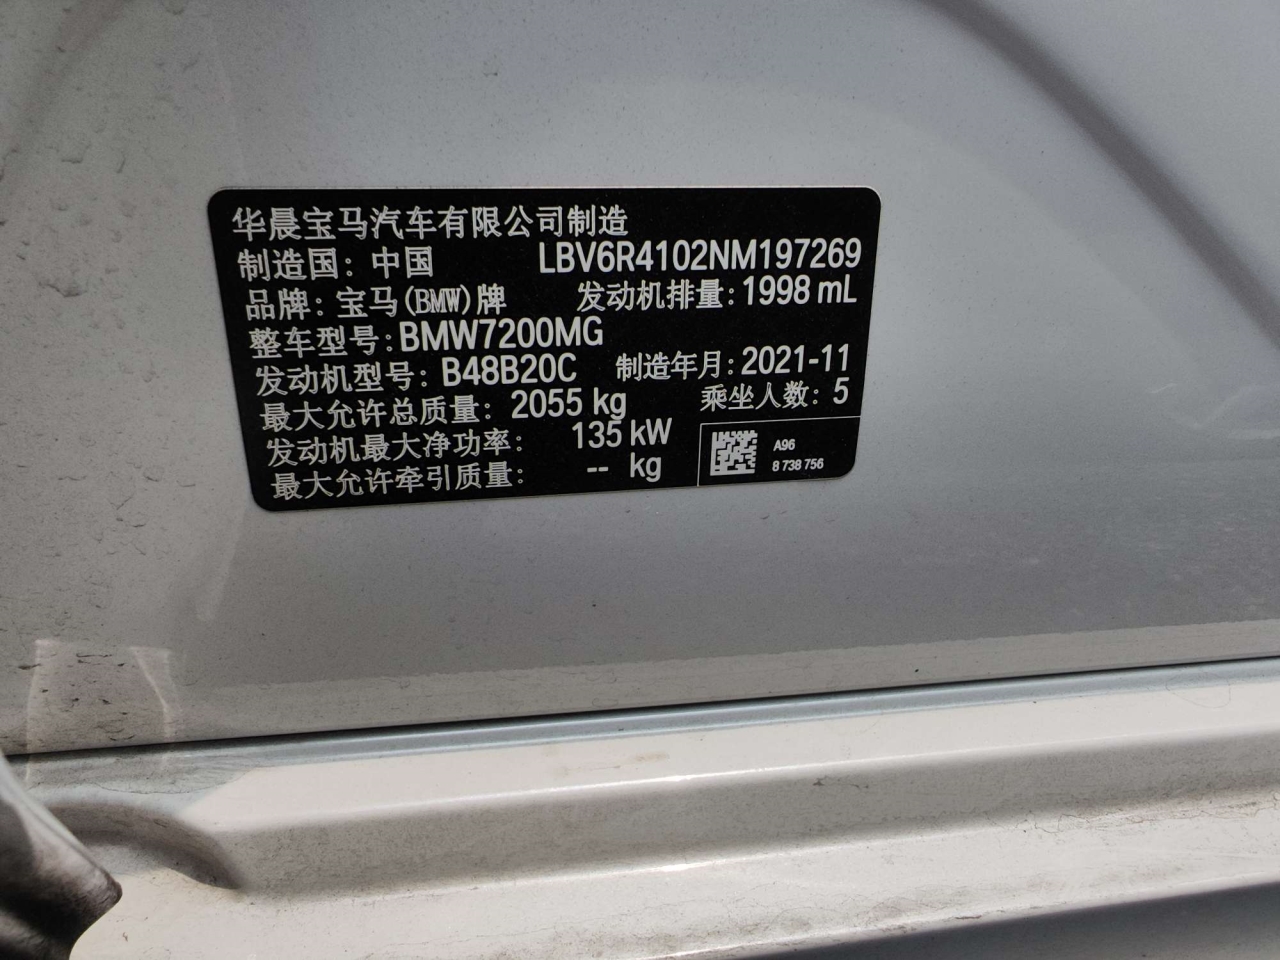 华晨宝马汽车有限公司制造
制造国：中国 LBV6R4102NM197269
品牌：宝马(BMW)牌 发动机排量：1998 mL
整车型号：BMW7200MG
发动机型号：B48B20C 制造年月：2021-11
最大允许总质量：2055 kg 乘坐人数：5
发动机最大净功率：135 kW
最大允许牵引质量：-- kg
A96
8 738 756